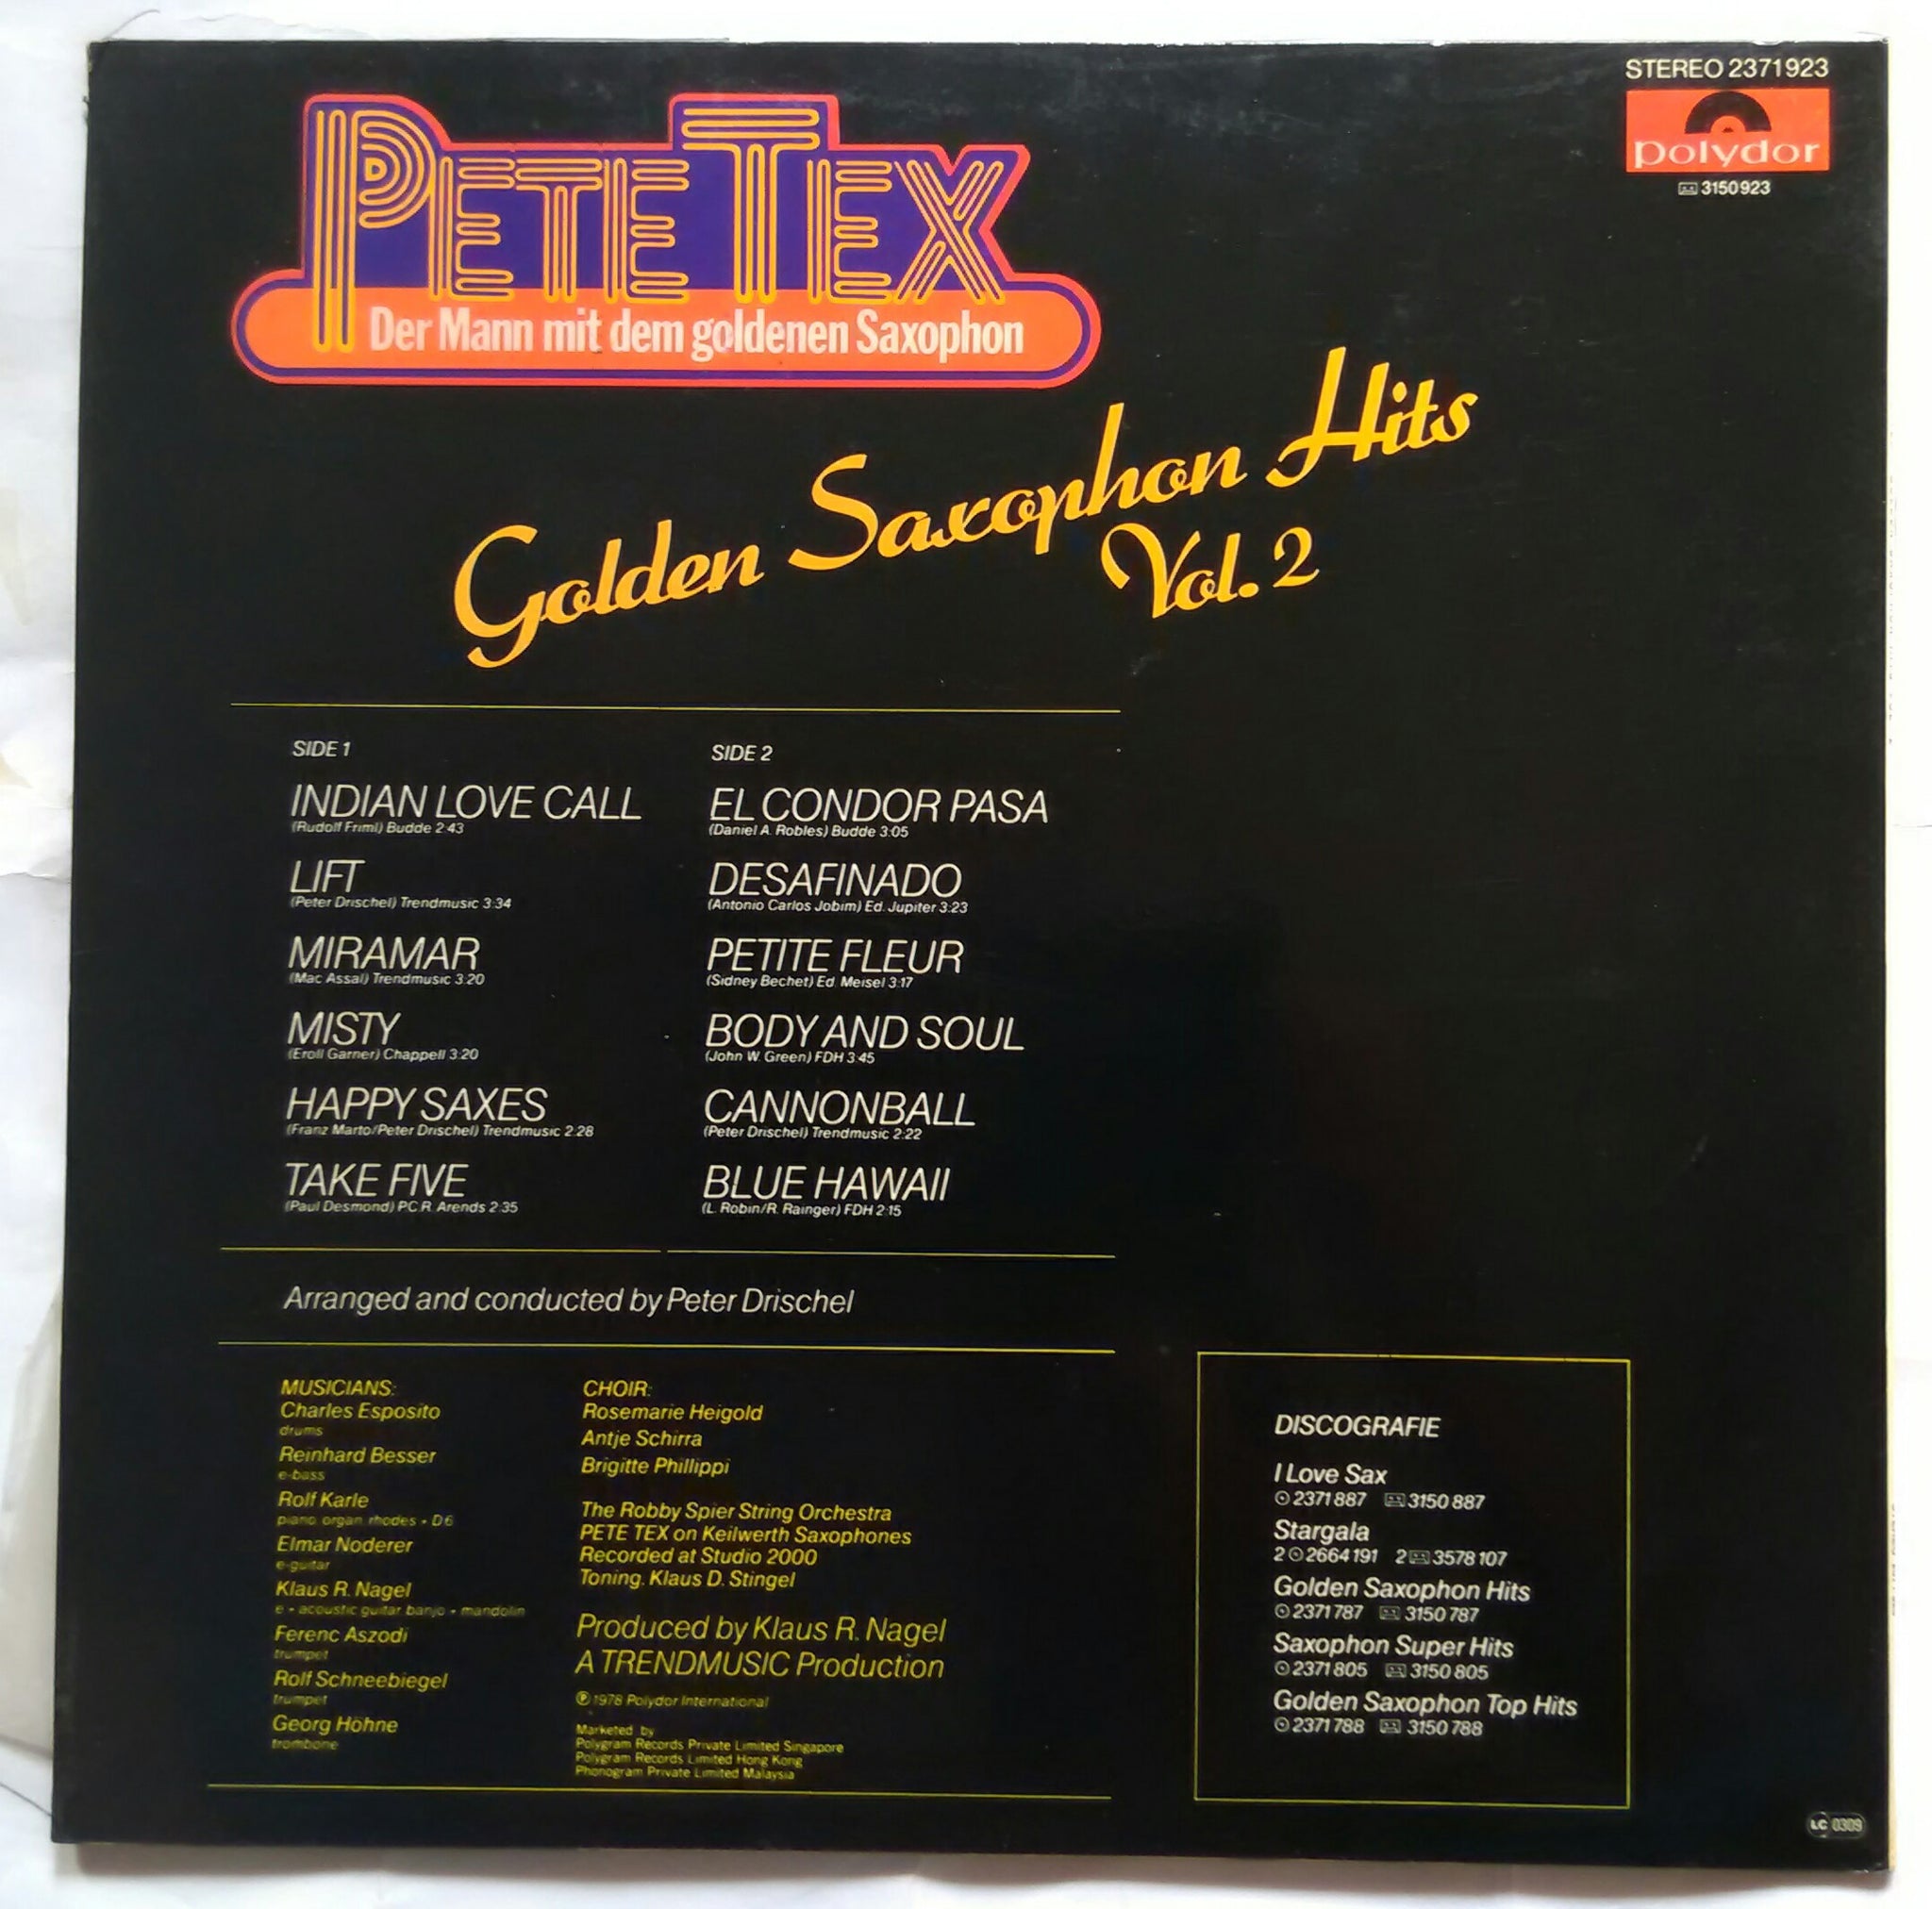 STEREO 2371923
polydor
3150923
PETE TEX
Der Mann mit dem goldenen Saxophon
Golden Saxophon Hits
Vol. 2
SIDE 1
INDIAN LOVE CALL
(Rudolf Friml) Budde 2:43
LIFT
(Peter Drischel) Trendmusic 3:34
MIRAMAR
(Mac Assal) Trendmusic 3:20
MISTY
(Eroll Garner) Chappell 3:20
HAPPY SAXES
(Franz Marto/Peter Drischel) Trendmusic 2:28
TAKE FIVE
(Paul Desmond) P.C.R. Arends 2:35
SIDE 2
EL CONDOR PASA
(Daniel A. Robles) Budde 3:05
DESAFINADO
(Antonio Carlos Jobim) Ed. Jupiter 3:23
PETITE FLEUR
(Sidney Bechet) Ed. Meisel 3:17
BODY AND SOUL
(John W. Green) FDH 3:45
CANNONBALL
(Peter Drischel) Trendmusic 2:22
BLUE HAWAII
(L. Robin/R. Rainger) FDH 2:15
Arranged and conducted by Peter Drischel
MUSICIANS:
Charles Esposito
drums
Reinhard Besser
e-bass
Rolf Karle
piano organ rhodes + D6
Elmar Noderer
e-guitar
Klaus R. Nagel
e + acoustic guitar banjo + mandolin
Ferenc Aszodi
trumpet
Rolf Schneebiegel
trumpet
Georg Höhne
trombone
CHOIR:
Rosemarie Heigold
Antje Schirra
Brigitte Phillippi
The Robby Spier String Orchestra
PETE TEX on Keilwerth Saxophones
Recorded at Studio 2000
Toning. Klaus D. Stingel
Produced by Klaus R. Nagel
A TRENDMUSIC Production
℗ 1978 Polydor International
Marketed by
Polygram Records Private Limited Singapore
Polygram Records Limited Hong Kong
Phonogram Private Limited Malaysia
DISCOGRAFIE
I Love Sax
2371 887 3150 887
Stargala
2 2664 191 2 3578 107
Golden Saxophon Hits
2371 787 3150 787
Saxophon Super Hits
2371 805 3150 805
Golden Saxophon Top Hits
2371 788 3150 788
LC 0309